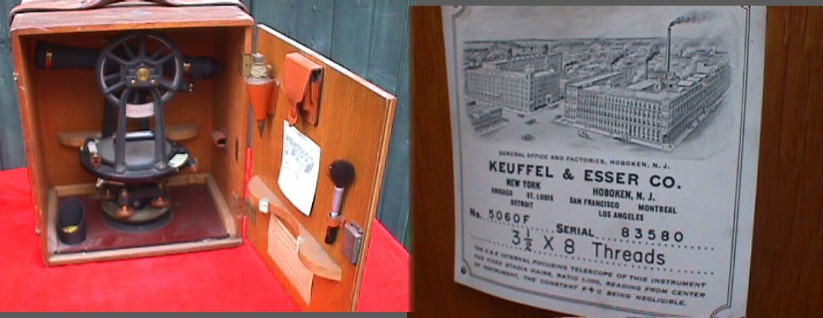 GENERAL OFFICE AND FACTORIES, HOBOKEN, N. J.
KEUFFEL & ESSER CO.
NEW YORK HOBOKEN, N. J.
CHICAGO ST. LOUIS SAN FRANCISCO MONTREAL
DETROIT LOS ANGELES
No. 5060F SERIAL 83580
3½ X 8 Threads
THE K & E INTERNAL FOCUSING TELESCOPE OF THIS INSTRUMENT
HAS FIXED STADIA HAIRS, RATIO 1:100, READING FROM CENTER
OF INSTRUMENT, THE CONSTANT F+C BEING NEGLIGIBLE.